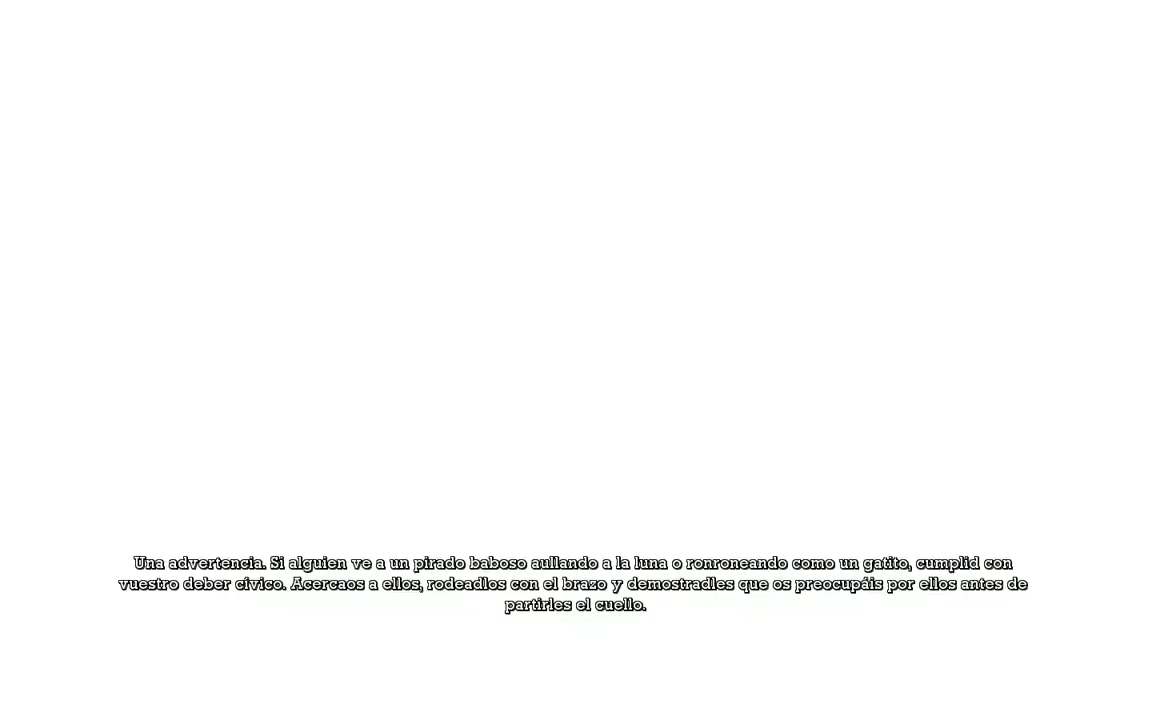 Una advertencia. Si alguien ve a un pirado baboso aullando a la luna o ronroneando como un gatito, cumplid con
vuestro deber cívico. Acercaos a ellos, rodeadlos con el brazo y demostradles que os preocupáis por ellos antes de
partirles el cuello.